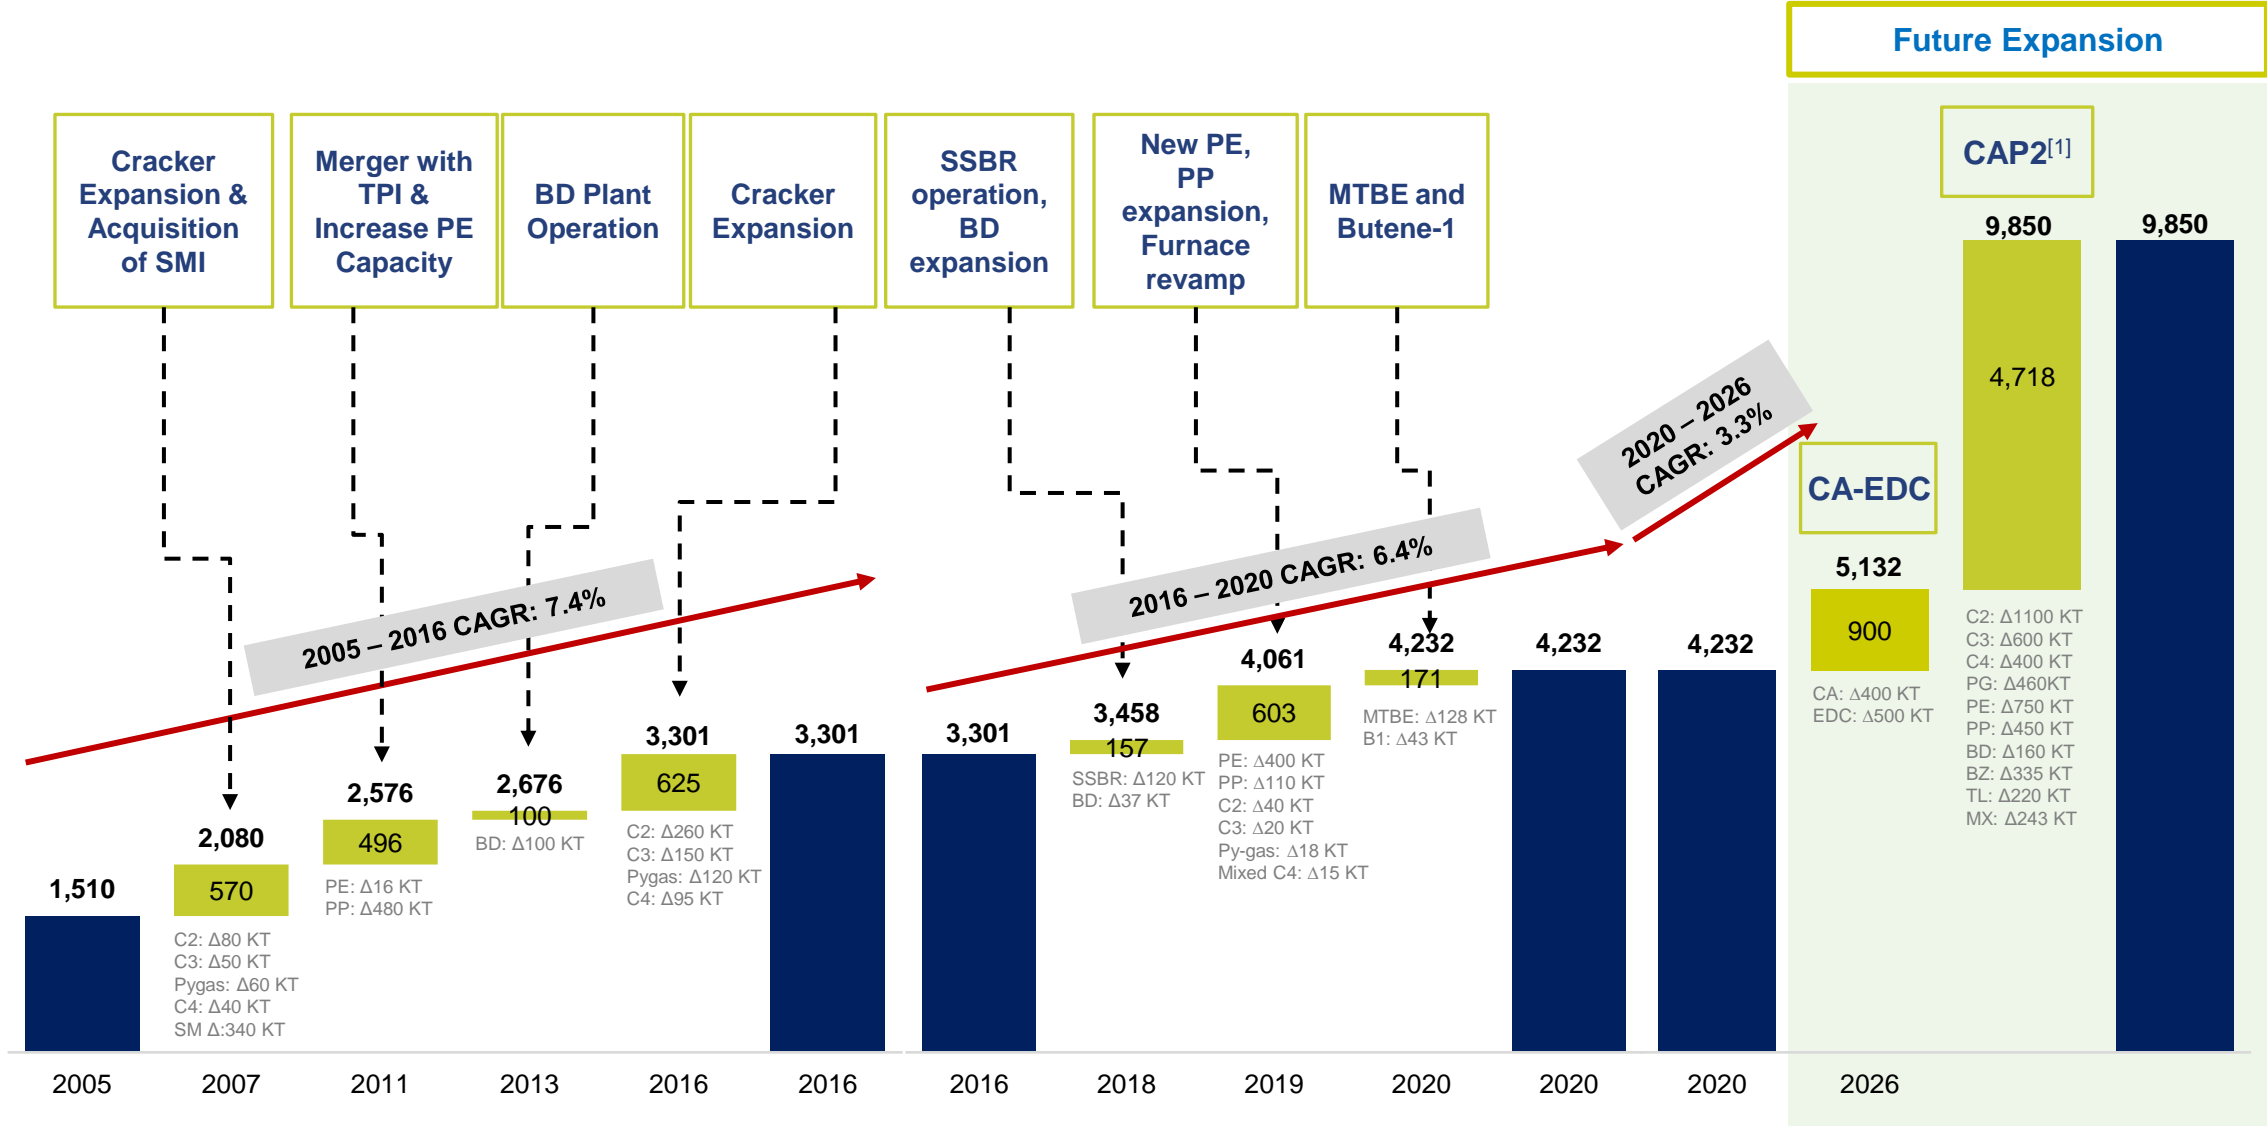 Future Expansion
Cracker
Expansion &
Acquisition
of SMI
Merger with
TPI &
Increase PE
Capacity
BD Plant
Operation
Cracker
Expansion
SSBR
operation,
BD
expansion
New PE,
PP
expansion,
Furnace
revamp
MTBE and
Butene-1
CAP2[1]
9,850
9,850
4,718
2020 – 2026
CAGR: 3.3%
CA-EDC
5,132
900
CA: Δ400 KT
EDC: Δ500 KT
C2: Δ1100 KT
C3: Δ600 KT
C4: Δ400 KT
PG: Δ460KT
PE: Δ750 KT
PP: Δ450 KT
BD: Δ160 KT
BZ: Δ335 KT
TL: Δ220 KT
MX: Δ243 KT
2005 – 2016 CAGR: 7.4%
2016 – 2020 CAGR: 6.4%
1,510
2,080
570
C2: Δ80 KT
C3: Δ50 KT
Pygas: Δ60 KT
C4: Δ40 KT
SM Δ:340 KT
2,576
496
PE: Δ16 KT
PP: Δ480 KT
2,676
100
BD: Δ100 KT
3,301
625
C2: Δ260 KT
C3: Δ150 KT
Pygas: Δ120 KT
C4: Δ95 KT
3,301
3,301
3,458
157
SSBR: Δ120 KT
BD: Δ37 KT
4,061
603
PE: Δ400 KT
PP: Δ110 KT
C2: Δ40 KT
C3: Δ20 KT
Py-gas: Δ18 KT
Mixed C4: Δ15 KT
4,232
171
MTBE: Δ128 KT
B1: Δ43 KT
4,232
4,232
2005
2007
2011
2013
2016
2016
2016
2018
2019
2020
2020
2020
2026